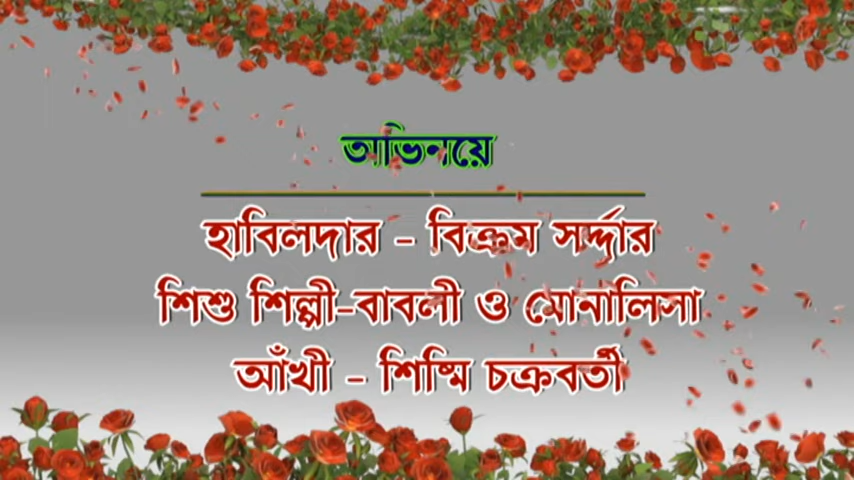 অভিনয়ে
হাবিলদার - বিক্রম সর্দ্দার
শিশু শিল্পী-বাবলী ও মোনালিসা
আঁখী - শিষ্মি চক্রবর্তী